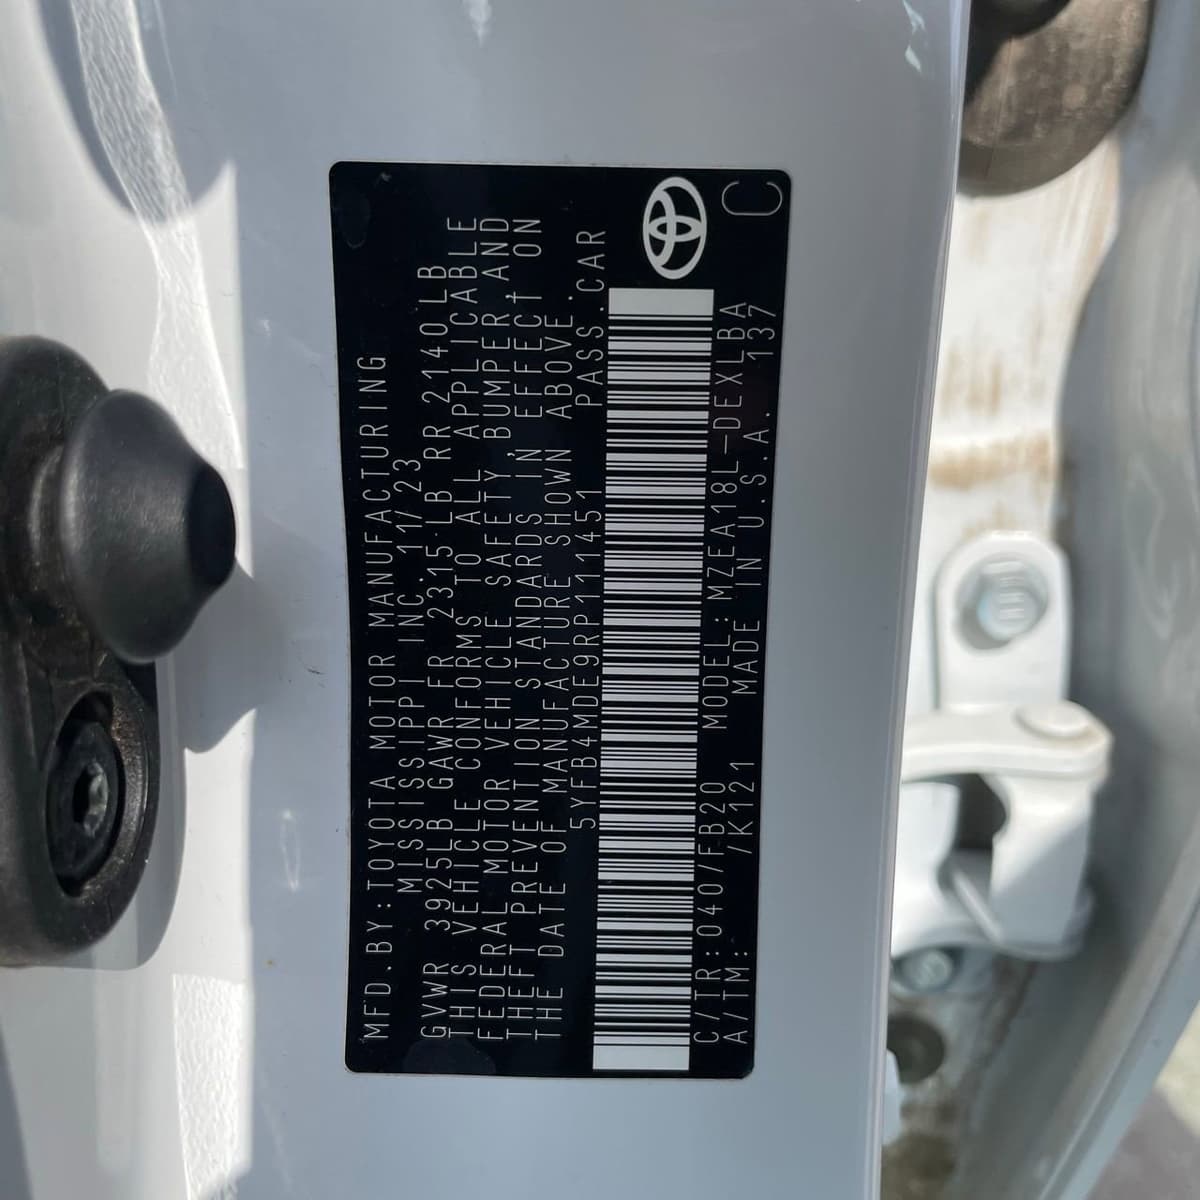 MFD.BY:TOYOTA MOTOR MANUFACTURING
MISSISSIPPI INC. 11/23
GVWR 3925LB GAWR FR 2315 LB RR 2140LB
THIS VEHICLE CONFORMS TO ALL APPLICABLE
FEDERAL MOTOR VEHICLE SAFETY, BUMPER, AND
THEFT PREVENTION STANDARDS IN EFFECT ON
THE DATE OF MANUFACTURE SHOWN ABOVE.
5YFB4MDE9RP111451 PASS.CAR
C/TR:040/FB20 MODEL:MZEA18L-DEXLBA
A/TM: /K121 MADE IN U.S.A. 137 C